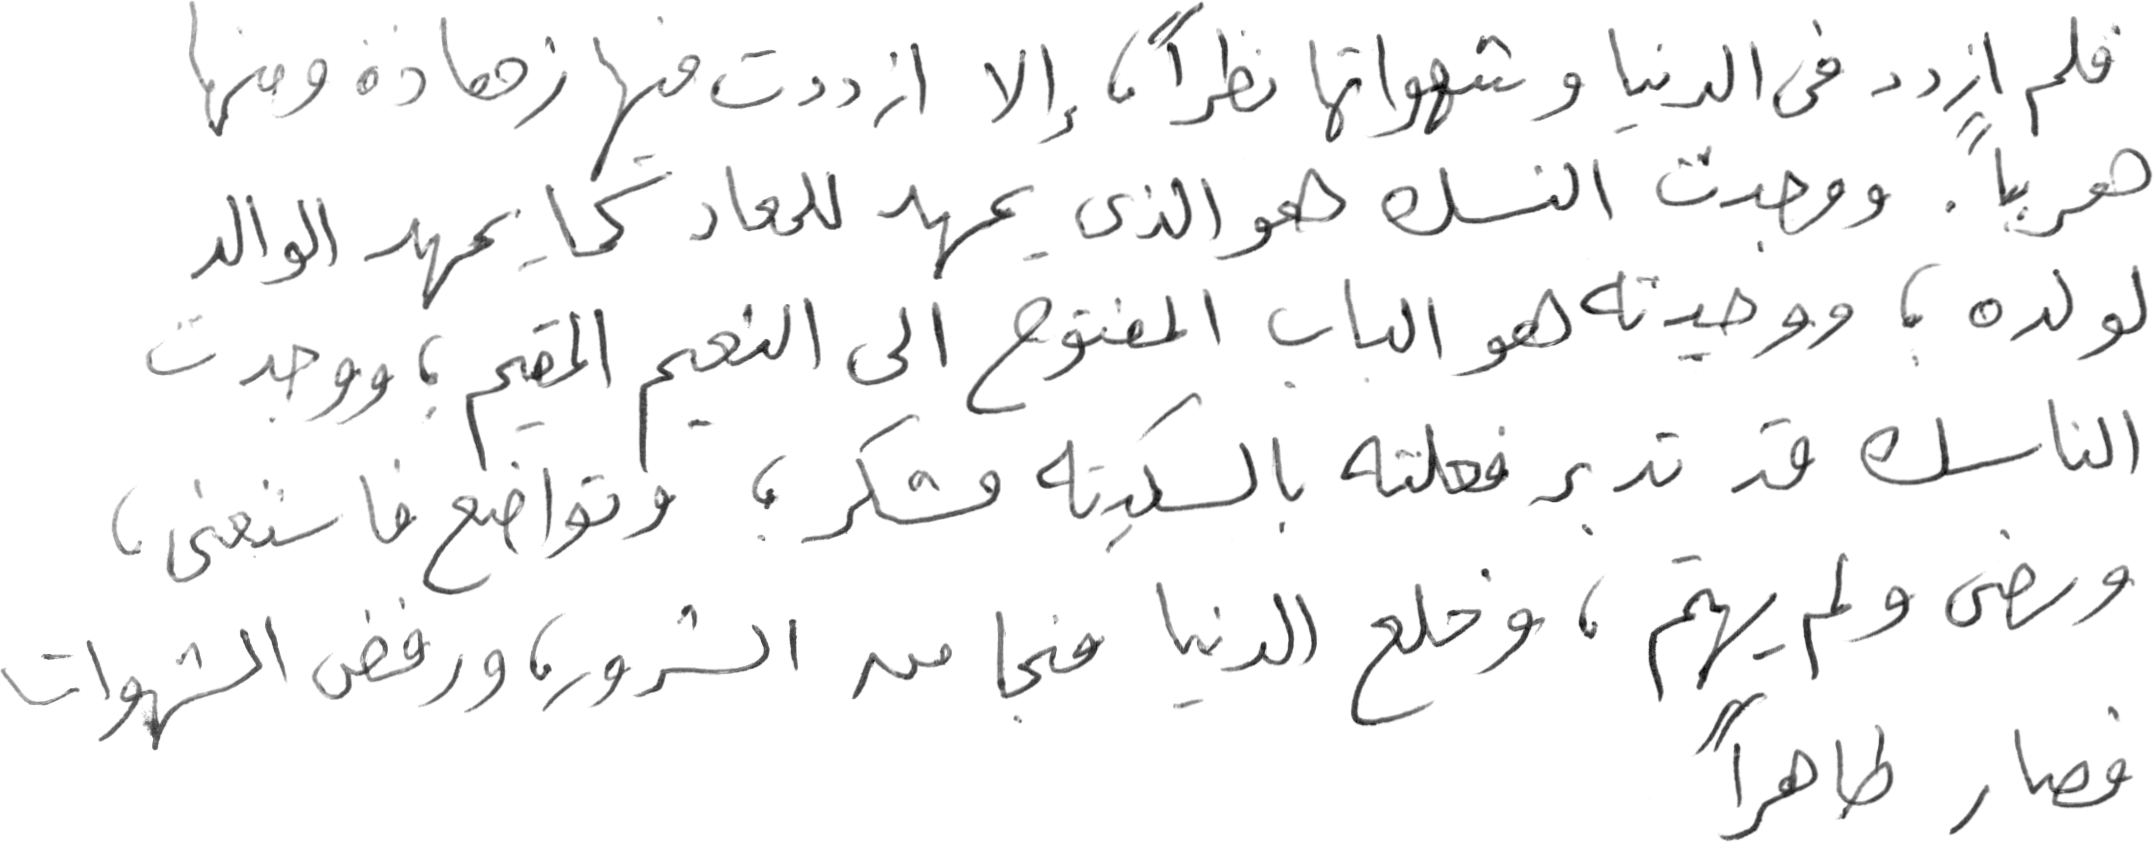 فلم ازدد فى الدنيا وشهواتها نظراً، إلا ازددت فيها زهادة ومنها
هرباً. ووجدت النسك هو الذى يمهد للمعاد كما يمهد الوالد
لولده؛ ووجدته هو الباب المفتوح الى النعيم المقيم؛ ووجدت
الناسك قد تدبر فعلته بالسكينه فشكر؛ وتواضع فاستغنى،
ورضى ولم يهتم، وخلع الدنيا فنجا من الشرور، ورفض الشهوات
فصار طاهراً